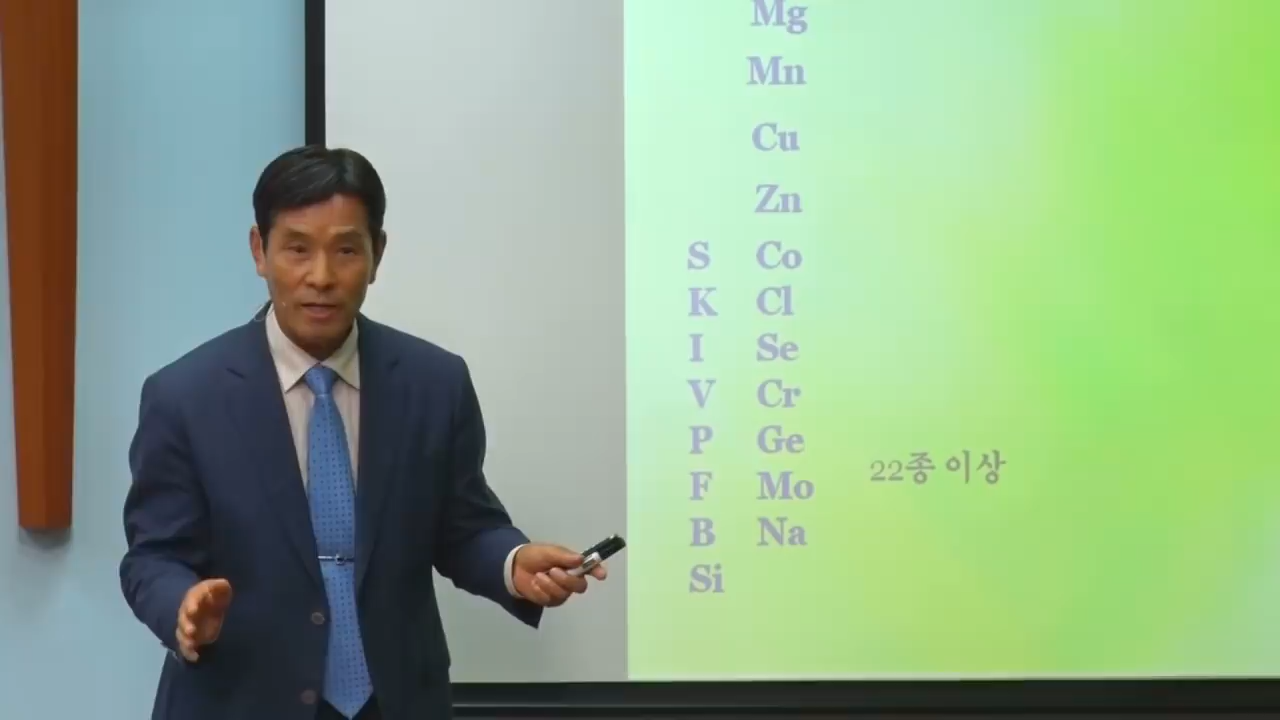 Mg
Mn
Cu
Zn
S Co
K Cl
I Se
V Cr
P Ge
F Mo
B Na
Si
22종 이상